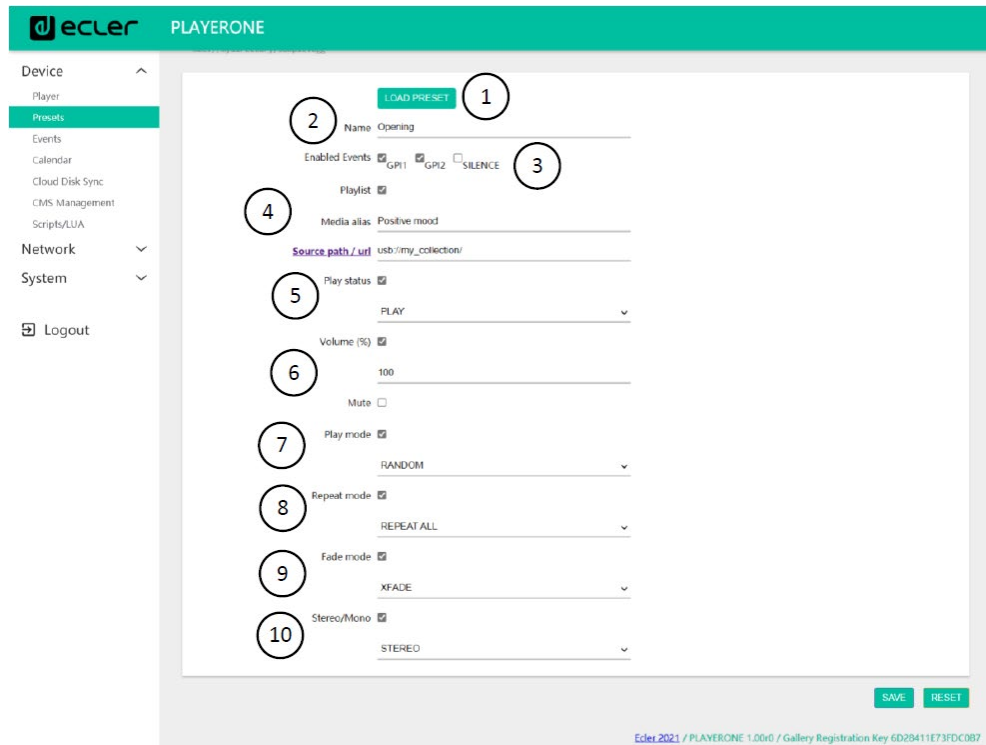 ecler PLAYERONE
Device
Player
Presets
Events
Calendar
Cloud Disk Sync
CMS Management
Scripts/LUA
Network
System
Logout
LOAD PRESET 1
2 Name Opening
Enabled Events GPI1 GPI2 SILENCE 3
Playlist
4
Media alias Positive mood
Source path / url usb://my_collection/
Play status
5
PLAY
Volume (%)
6
100
Mute
Play mode
7
RANDOM
Repeat mode
8
REPEAT ALL
Fade mode
9
XFADE
Stereo/Mono
10
STEREO
SAVE RESET
Ecler 2021 / PLAYERONE 1.00r0 / Gallery Registration Key 6D28411E73FDC087